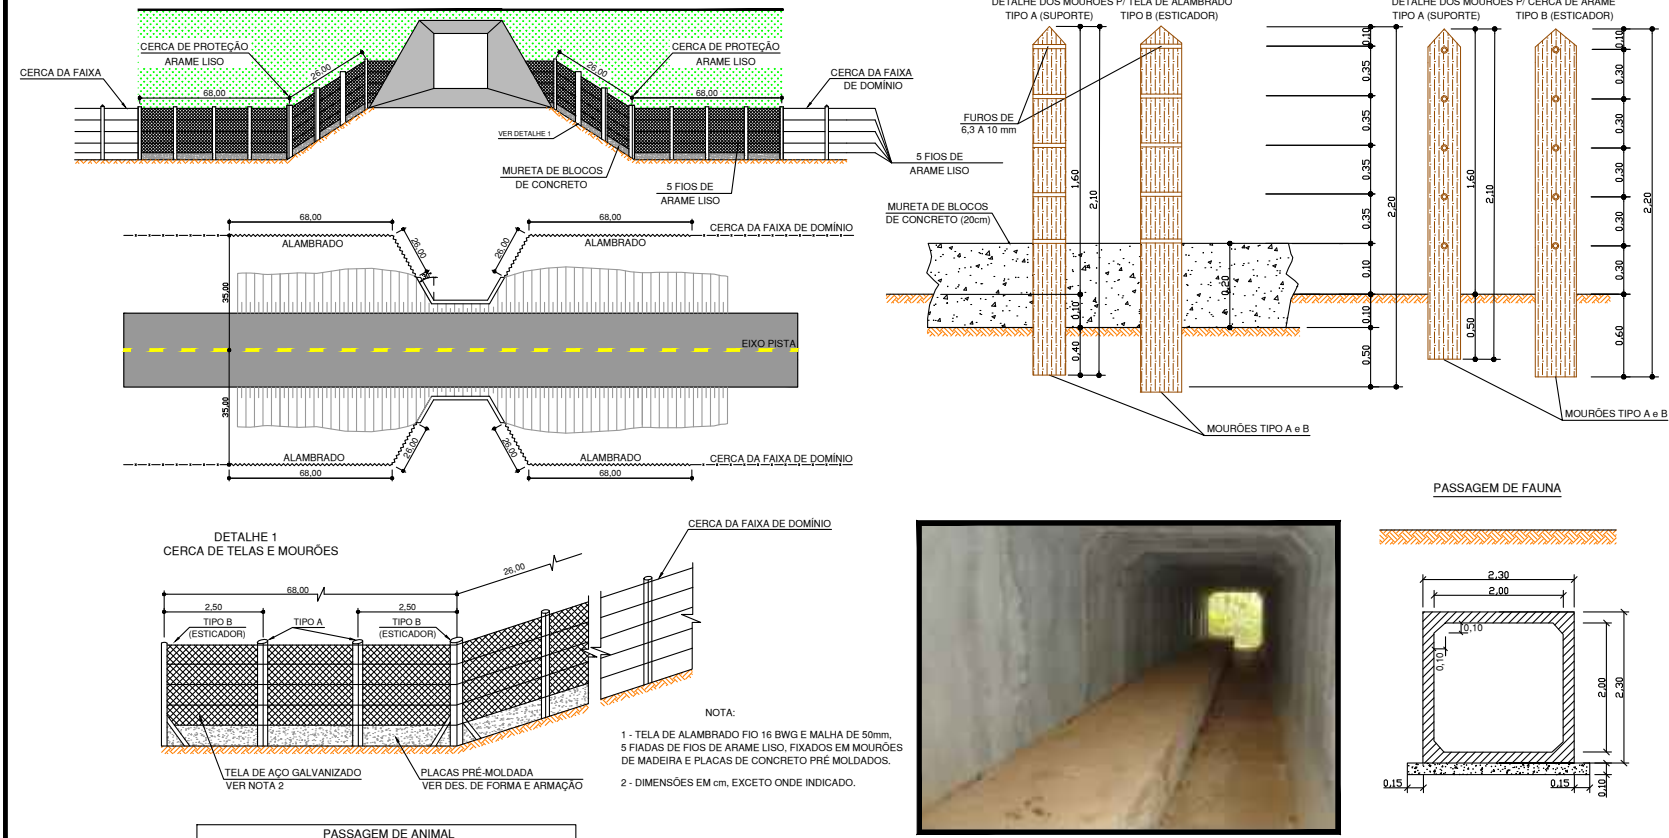 DETALHE DOS MOURÕES P/ TELA DE ALAMBRADO
TIPO A (SUPORTE) TIPO B (ESTICADOR)
DETALHE DOS MOURÕES P/ CERCA DE ARAME
TIPO A (SUPORTE) TIPO B (ESTICADOR)
CERCA DE PROTEÇÃO
ARAME LISO
CERCA DE PROTEÇÃO
ARAME LISO
CERCA DA FAIXA
CERCA DA FAIXA
DE DOMÍNIO
26,00
26,00
68,00
68,00
VER DETALHE 1
MURETA DE BLOCOS
DE CONCRETO
5 FIOS DE
ARAME LISO
5 FIOS DE
ARAME LISO
68,00
68,00
CERCA DA FAIXA DE DOMÍNIO
ALAMBRADO
ALAMBRADO
26,00
26,00
35,00
EIXO PISTA
35,00
26,00
26,00
ALAMBRADO
ALAMBRADO
CERCA DA FAIXA DE DOMÍNIO
68,00
68,00
FUROS DE
6,3 A 10 mm
MURETA DE BLOCOS
DE CONCRETO (20cm)
1,60
2,10
0,10
0,40
0,20
0,10
0,35
0,35
0,35
0,35
0,10
0,10
0,50
2,20
MOURÕES TIPO A e B
1,60
2,10
0,50
0,10
0,30
0,30
0,30
0,30
0,30
0,60
2,20
MOURÕES TIPO A e B
DETALHE 1
CERCA DE TELAS E MOURÕES
CERCA DA FAIXA DE DOMÍNIO
68,00
26,00
2,50
2,50
TIPO B
(ESTICADOR)
TIPO A
TIPO B
(ESTICADOR)
TELA DE AÇO GALVANIZADO
VER NOTA 2
PLACAS PRÉ-MOLDADA
VER DES. DE FORMA E ARMAÇÃO
NOTA:
1 - TELA DE ALAMBRADO FIO 16 BWG E MALHA DE 50mm,
5 FIADAS DE FIOS DE ARAME LISO, FIXADOS EM MOURÕES
DE MADEIRA E PLACAS DE CONCRETO PRÉ MOLDADOS.
2 - DIMENSÕES EM cm, EXCETO ONDE INDICADO.
PASSAGEM DE ANIMAL
PASSAGEM DE FAUNA
2,30
2,00
0,10
0,10
2,00
2,30
0,15
0,15
0,10